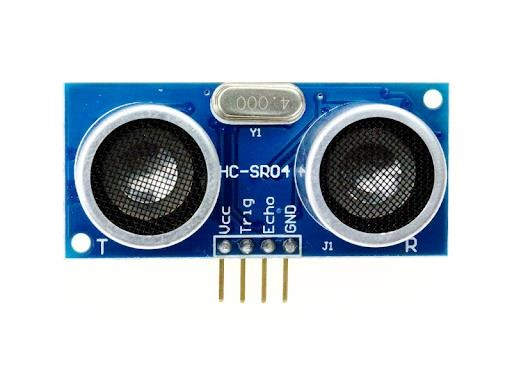 4.000
Y1
HC-SR04
Vcc
Trig
Echo
GND
T
J1
R